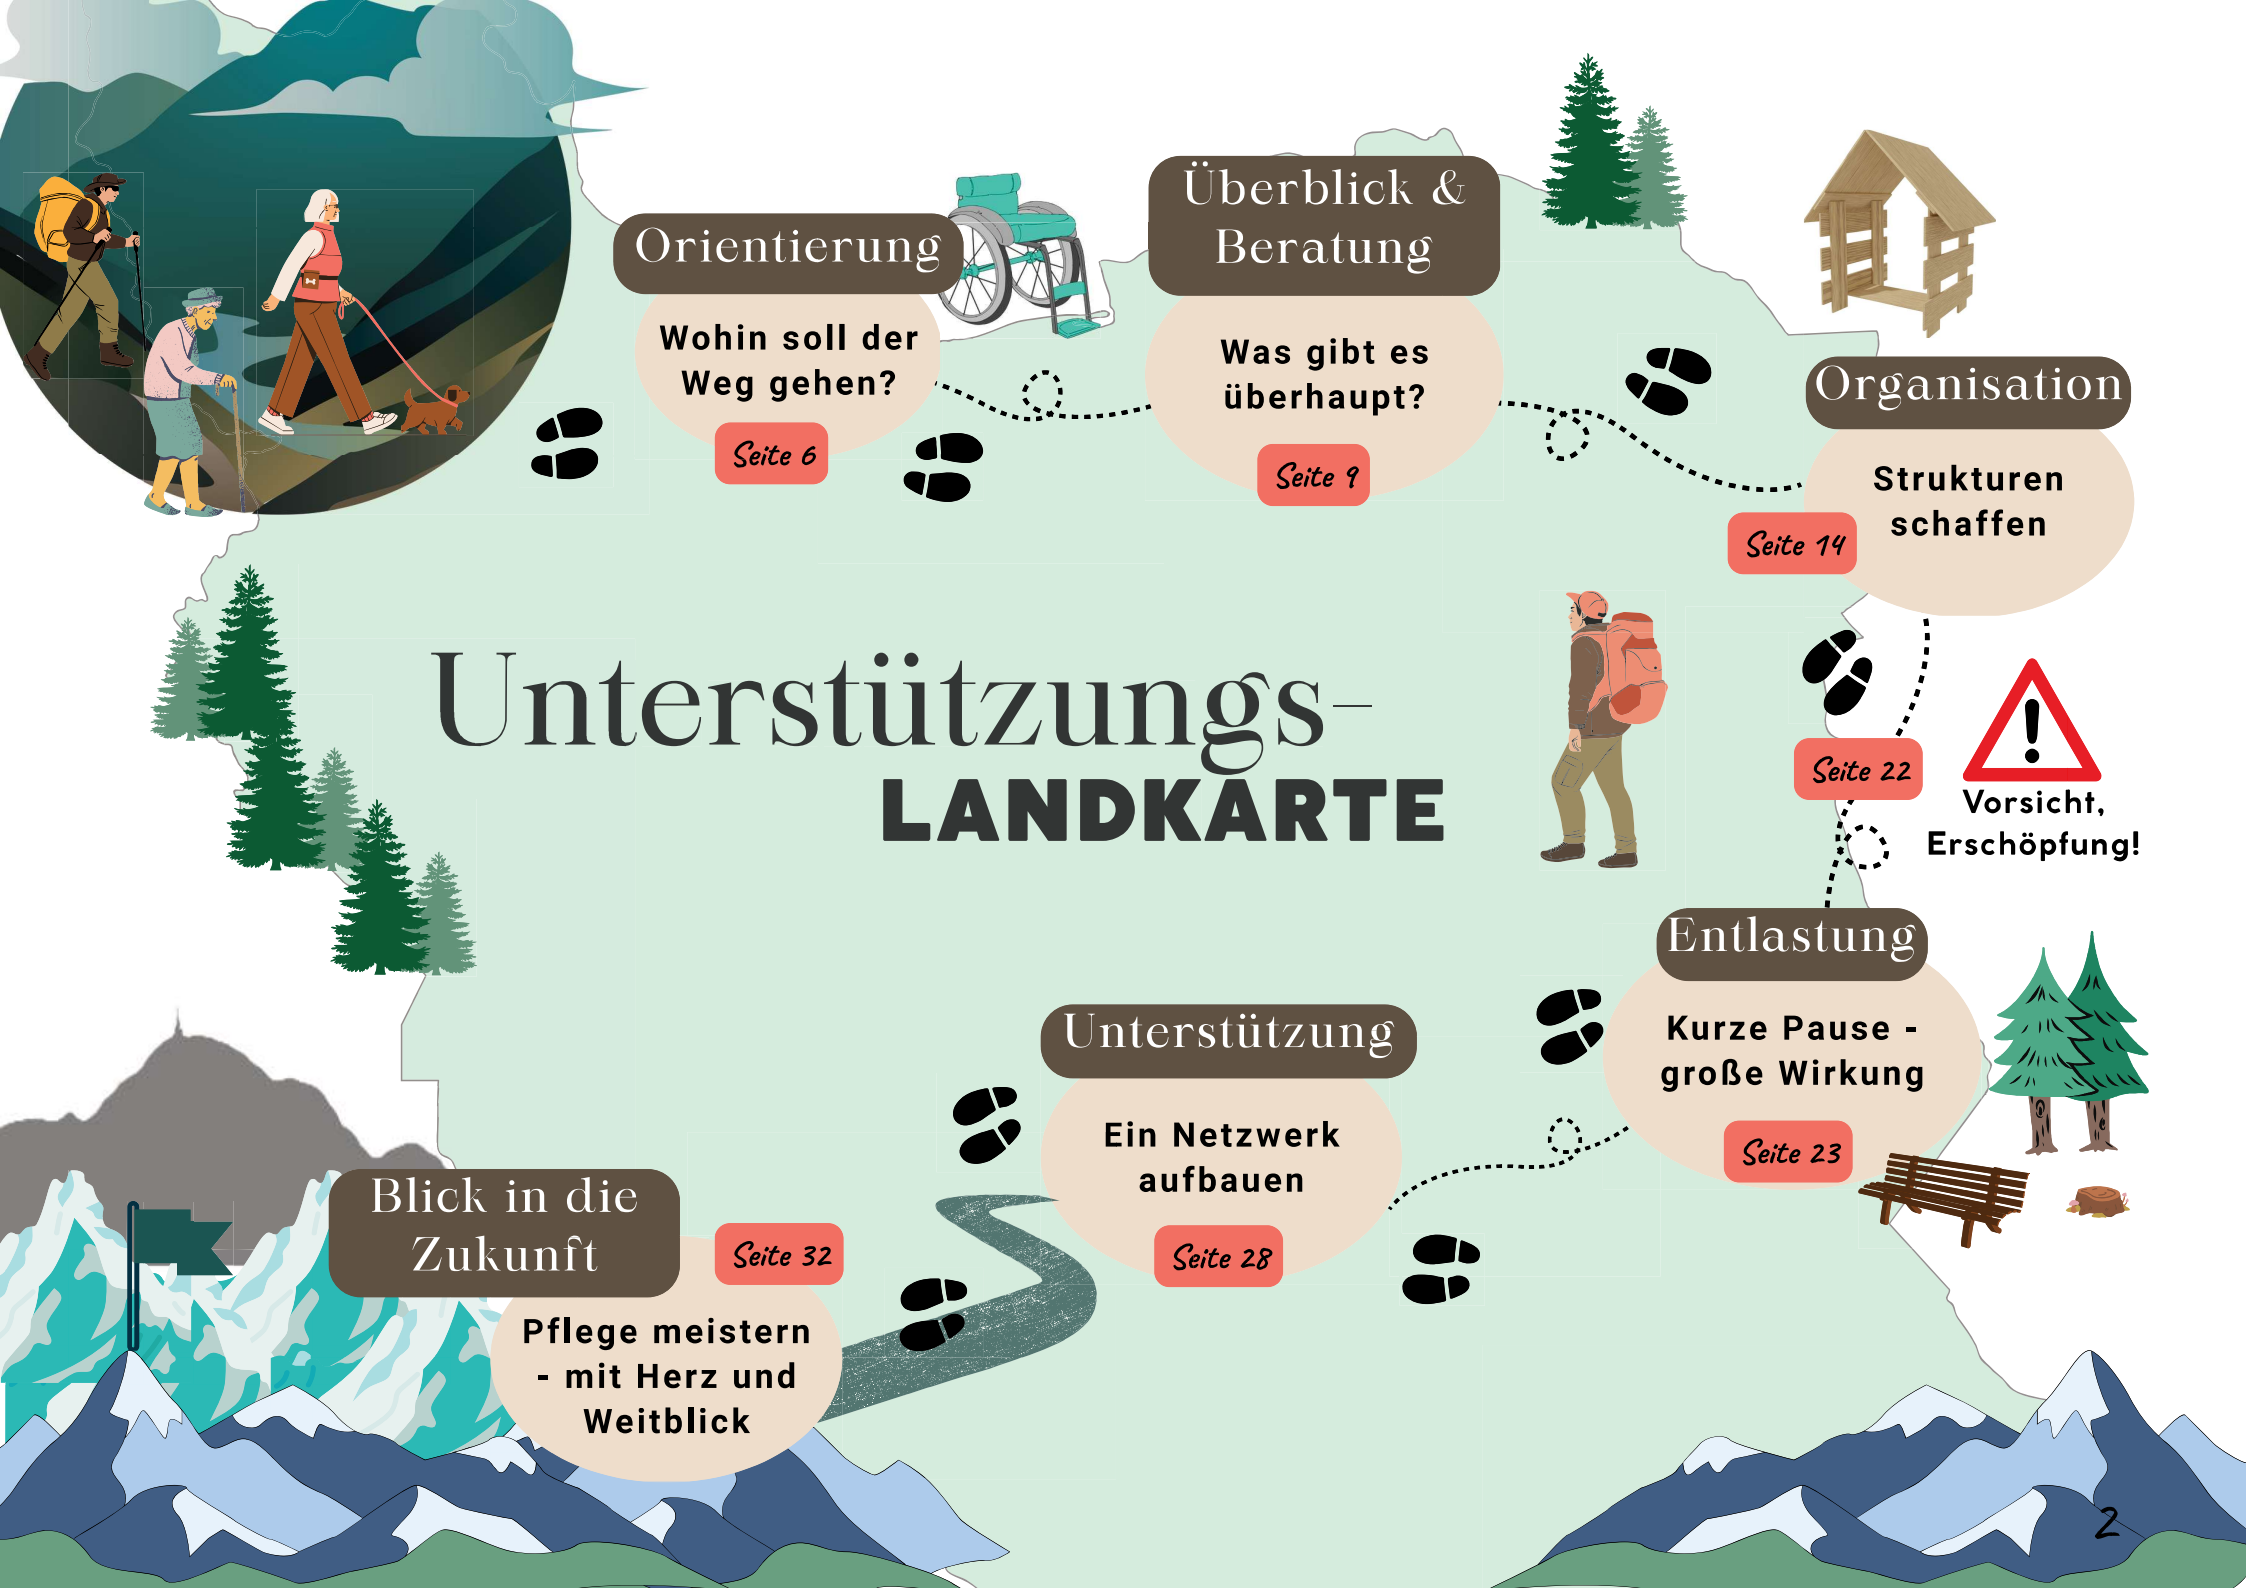 Orientierung
Wohin soll der
Weg gehen?
Seite 6
Überblick &
Beratung
Was gibt es
überhaupt?
Seite 9
Organisation
Strukturen
schaffen
Seite 14
Unterstützungs-
LANDKARTE
Seite 22
Vorsicht,
Erschöpfung!
Entlastung
Kurze Pause -
große Wirkung
Seite 23
Unterstützung
Ein Netzwerk
aufbauen
Seite 28
Blick in die
Zukunft
Seite 32
Pflege meistern
- mit Herz und
Weitblick
2